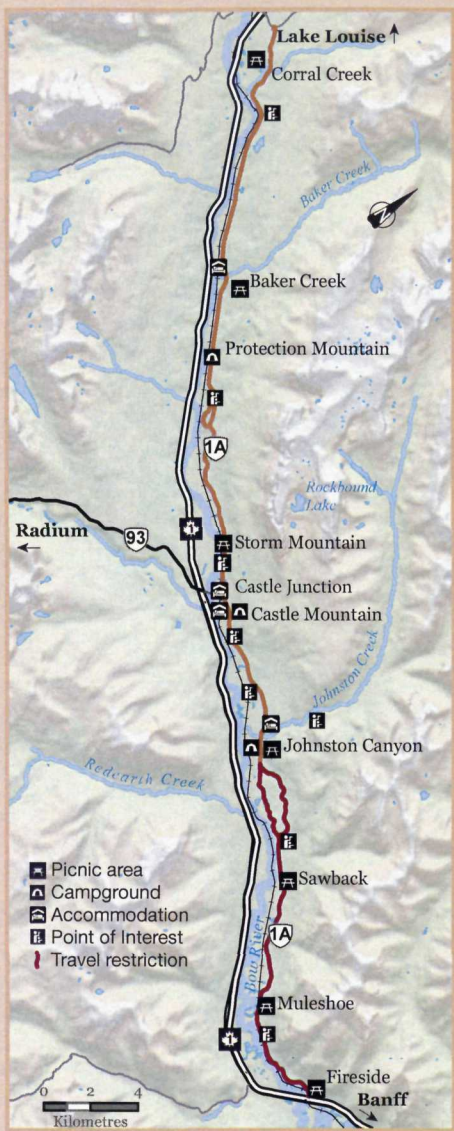 Lake Louise
Corral Creek
Baker Creek
Baker Creek
Protection Mountain
1A
Rockbound
Lake
Radium
93
1
Storm Mountain
Castle Junction
Castle Mountain
Johnston Creek
Johnston Canyon
Redearth Creek
Picnic area
Campground
Accommodation
Point of Interest
Travel restriction
Sawback
1A
Bow River
Muleshoe
1
Fireside
Banff
0 2 4
Kilometres
N